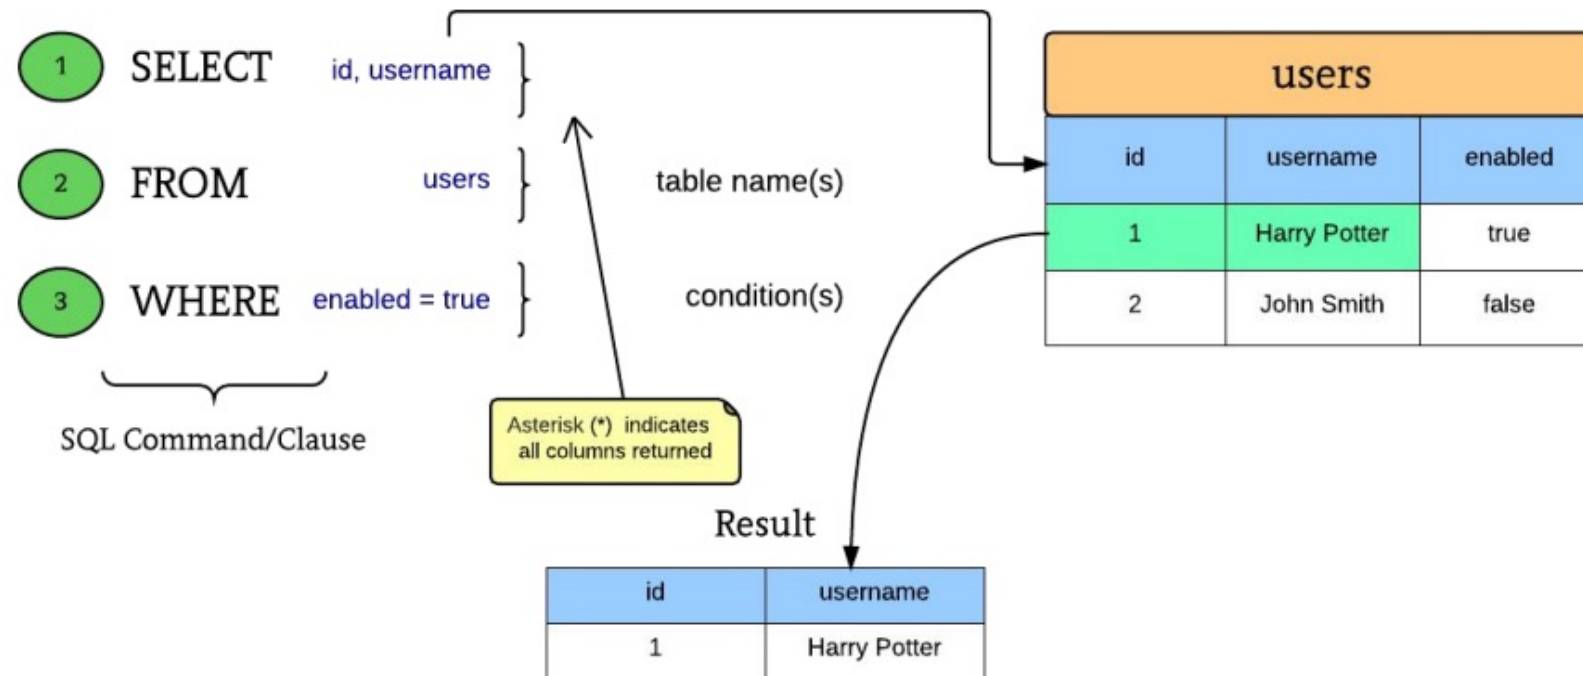 1 SELECT id, username
2 FROM users table name(s)
3 WHERE enabled = true condition(s)
SQL Command/Clause
Asterisk (*) indicates
all columns returned
users
id username enabled
1 Harry Potter true
2 John Smith false
Result
id username
1 Harry Potter